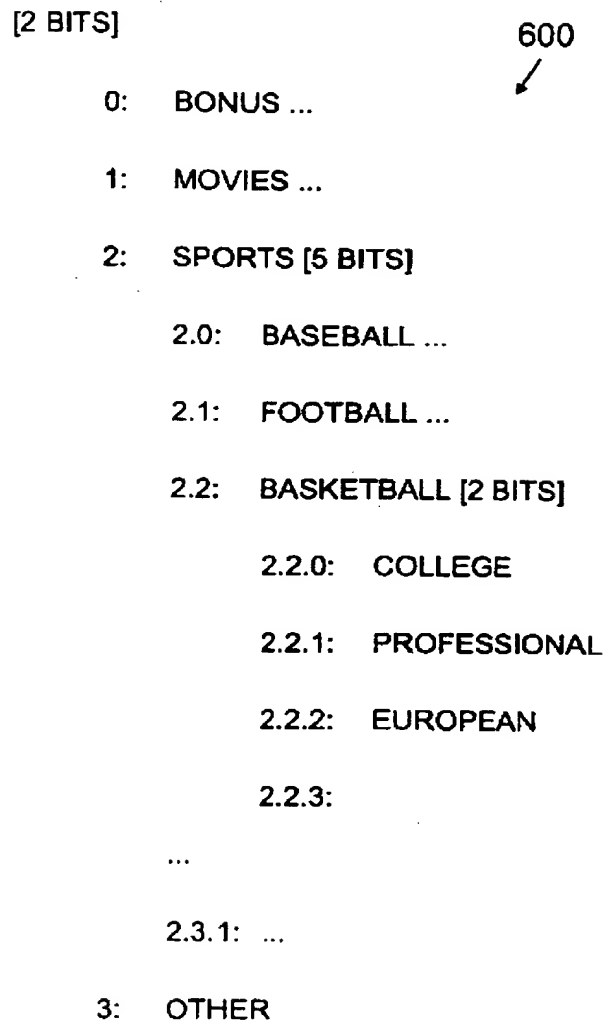 [2 BITS]
600
0: BONUS ...
1: MOVIES ...
2: SPORTS [5 BITS]
2.0: BASEBALL ...
2.1: FOOTBALL ...
2.2: BASKETBALL [2 BITS]
2.2.0: COLLEGE
2.2.1: PROFESSIONAL
2.2.2: EUROPEAN
2.2.3:
...
2.3.1: ...
3: OTHER